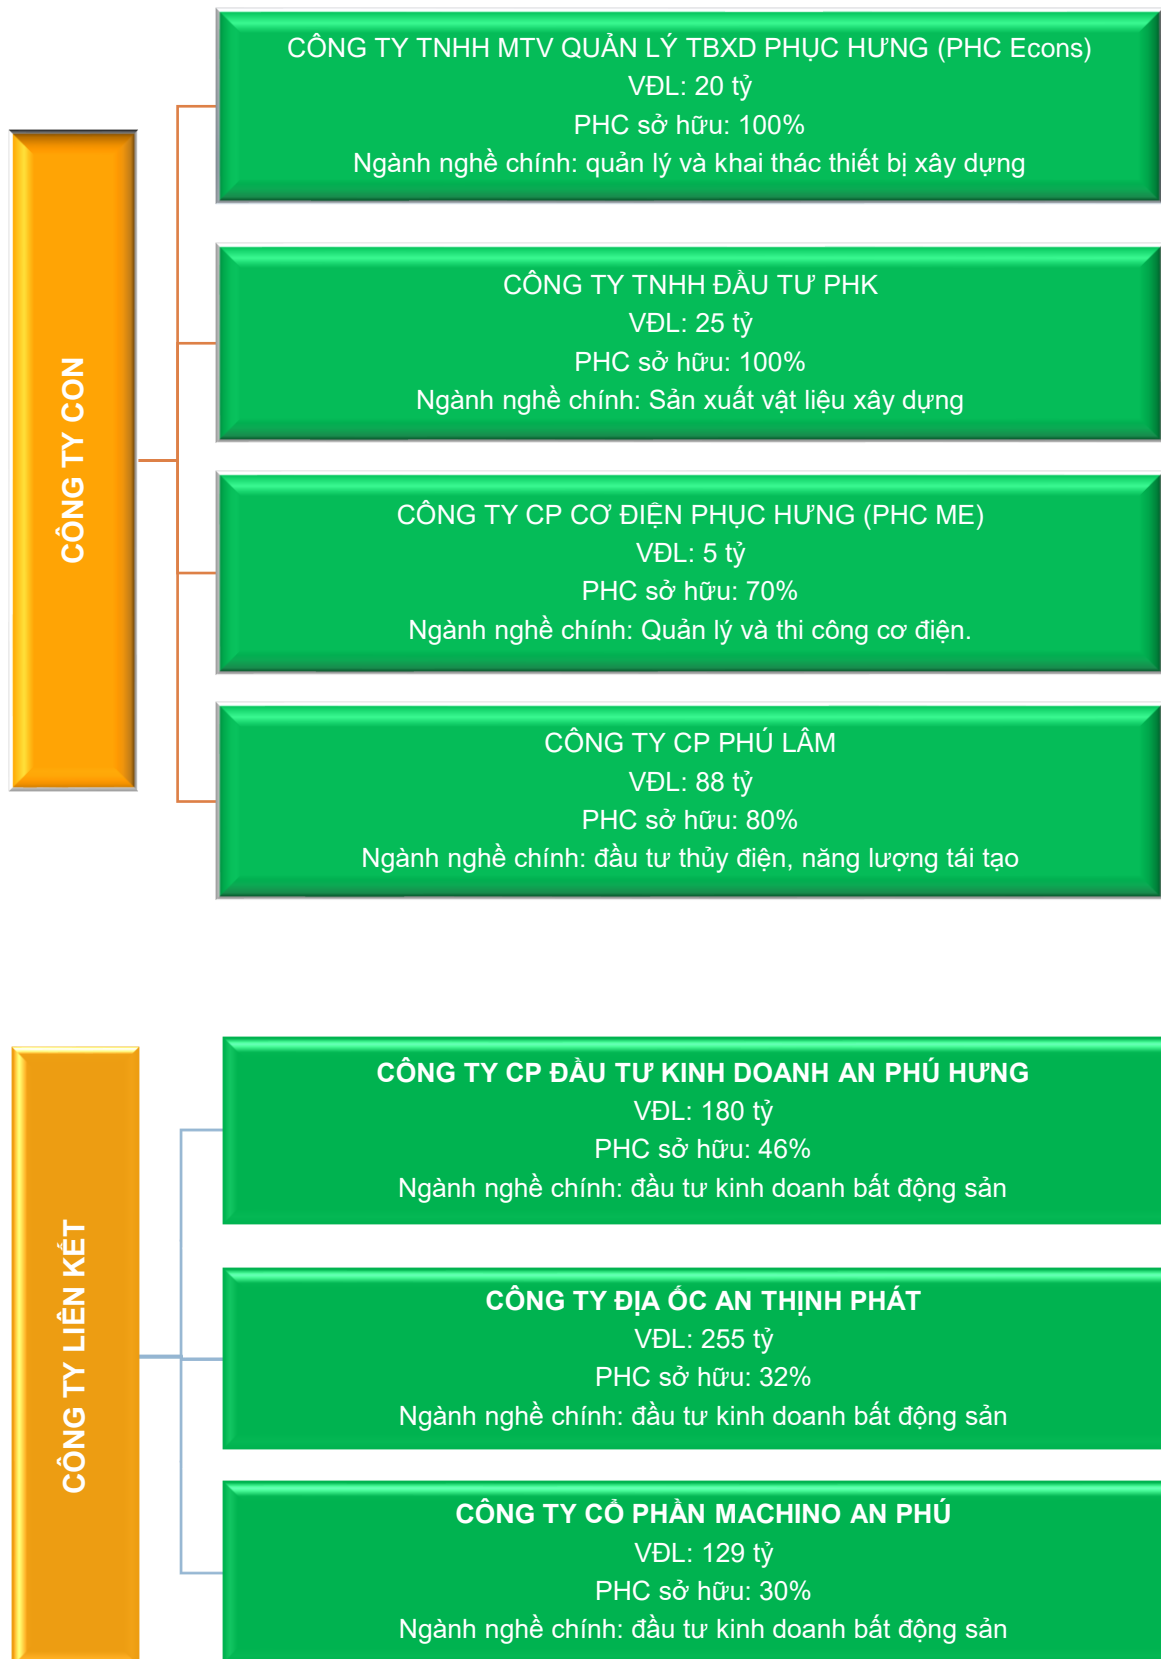 CÔNG TY CON
CÔNG TY TNHH MTV QUẢN LÝ TBXD PHỤC HƯNG (PHC Econs)
VĐL: 20 tỷ
PHC sở hữu: 100%
Ngành nghề chính: quản lý và khai thác thiết bị xây dựng
CÔNG TY TNHH ĐẦU TƯ PHK
VĐL: 25 tỷ
PHC sở hữu: 100%
Ngành nghề chính: Sản xuất vật liệu xây dựng
CÔNG TY CP CƠ ĐIỆN PHỤC HƯNG (PHC ME)
VĐL: 5 tỷ
PHC sở hữu: 70%
Ngành nghề chính: Quản lý và thi công cơ điện.
CÔNG TY CP PHÚ LÂM
VĐL: 88 tỷ
PHC sở hữu: 80%
Ngành nghề chính: đầu tư thủy điện, năng lượng tái tạo
CÔNG TY LIÊN KẾT
CÔNG TY CP ĐẦU TƯ KINH DOANH AN PHÚ HƯNG
VĐL: 180 tỷ
PHC sở hữu: 46%
Ngành nghề chính: đầu tư kinh doanh bất động sản
CÔNG TY ĐỊA ỐC AN THỊNH PHÁT
VĐL: 255 tỷ
PHC sở hữu: 32%
Ngành nghề chính: đầu tư kinh doanh bất động sản
CÔNG TY CỔ PHẦN MACHINO AN PHÚ
VĐL: 129 tỷ
PHC sở hữu: 30%
Ngành nghề chính: đầu tư kinh doanh bất động sản